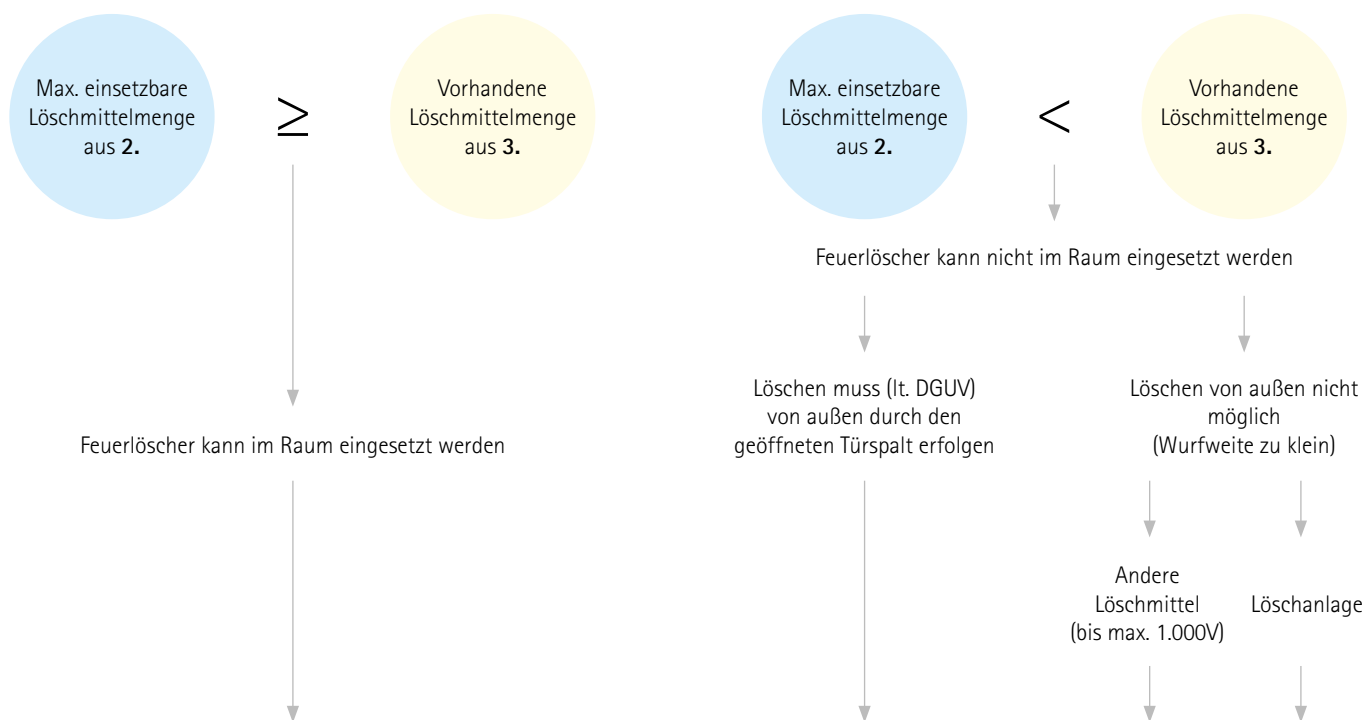 Max. einsetzbare
Löschmittelmenge
aus 2.
≥
Vorhandene
Löschmittelmenge
aus 3.
Feuerlöscher kann im Raum eingesetzt werden
Max. einsetzbare
Löschmittelmenge
aus 2.
<
Vorhandene
Löschmittelmenge
aus 3.
Feuerlöscher kann nicht im Raum eingesetzt werden
Löschen muss (lt. DGUV)
von außen durch den
geöffneten Türspalt erfolgen
Löschen von außen nicht
möglich
(Wurfweite zu klein)
Andere
Löschmittel
(bis max. 1.000V)
Löschanlage